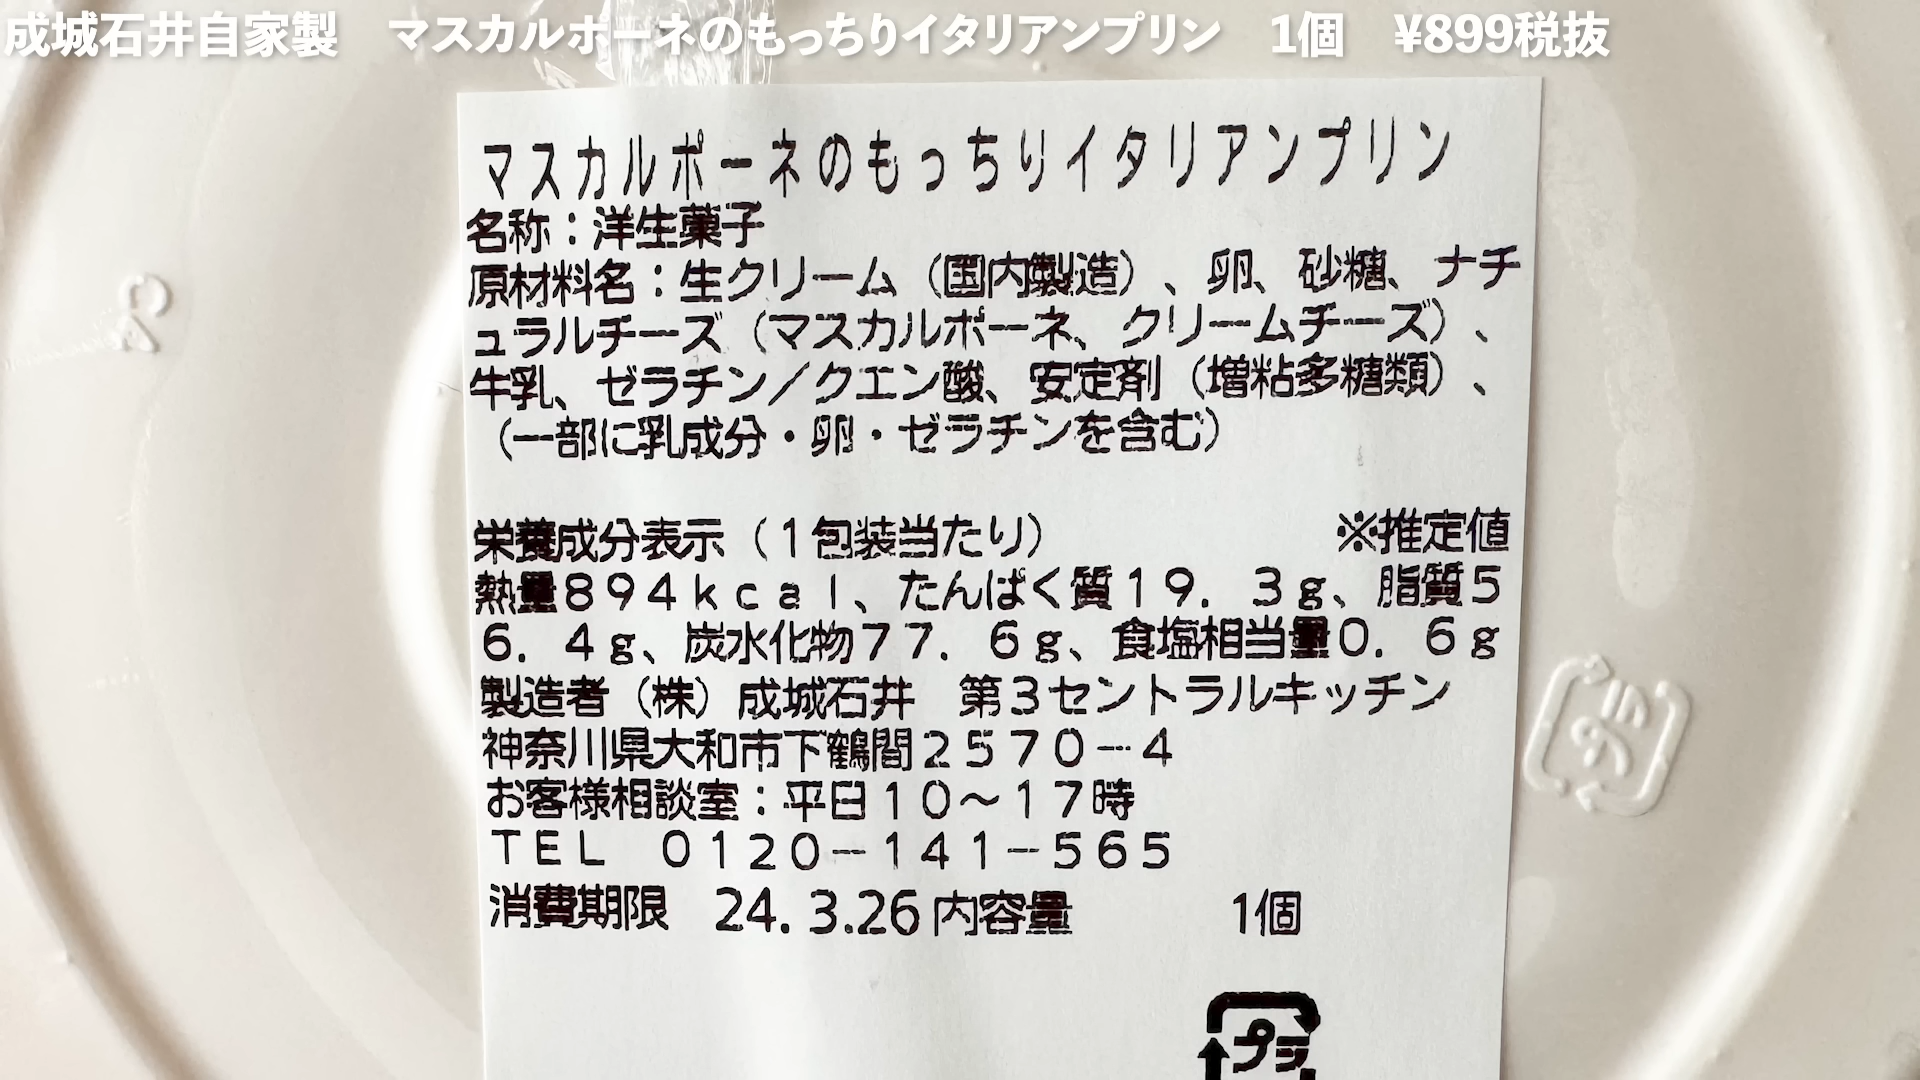 成城石井自家製　マスカルポーネのもっちりイタリアンプリン　1個　¥899税抜
マスカルポーネのもっちりイタリアンプリン
名称：洋生菓子
原材料名：生クリーム（国内製造）、卵、砂糖、ナチ
ュラルチーズ（マスカルポーネ、クリームチーズ）、
牛乳、ゼラチン／クエン酸、安定剤（増粘多糖類）、
（一部に乳成分・卵・ゼラチンを含む）
栄養成分表示（１包装当たり）　※推定値
熱量８９４ｋｃａｌ、たんぱく質１９．３ｇ、脂質５
６．４ｇ、炭水化物７７．６ｇ、食塩相当量０．６ｇ
製造者（株）成城石井　第３セントラルキッチン
神奈川県大和市下鶴間２５７０－４
お客様相談室：平日１０～１７時
ＴＥＬ　０１２０－１４１－５６５
消費期限　24.3.26 内容量　1個
プラ
プラ